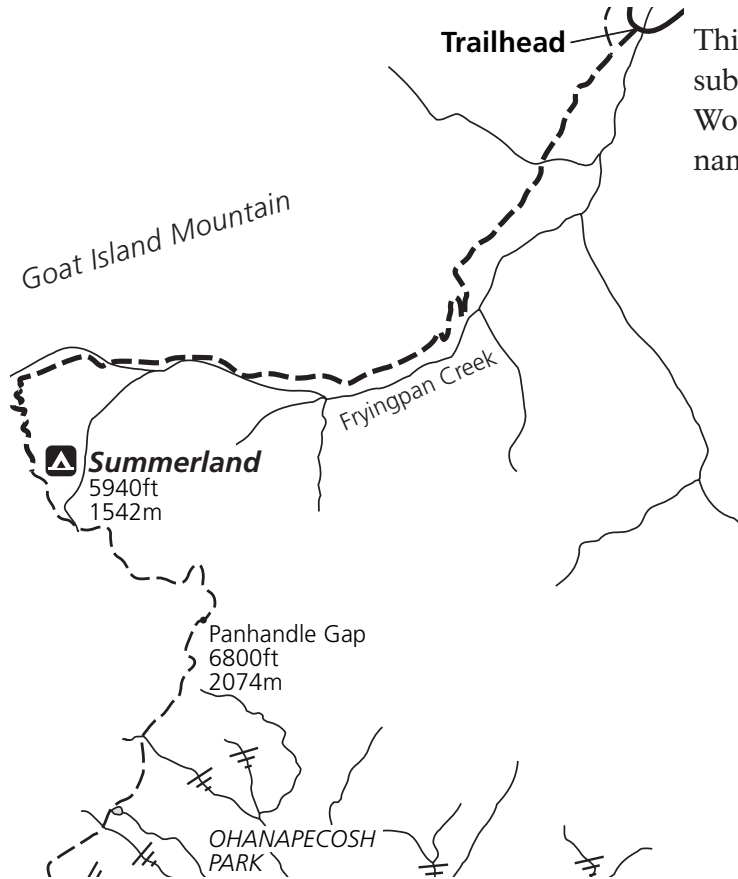 Trailhead
Thi
sub
Wo
nan
Goat Island Mountain
Fryingpan Creek
Summerland
5940ft
1542m
Panhandle Gap
6800ft
2074m
OHANAPECOSH
PARK